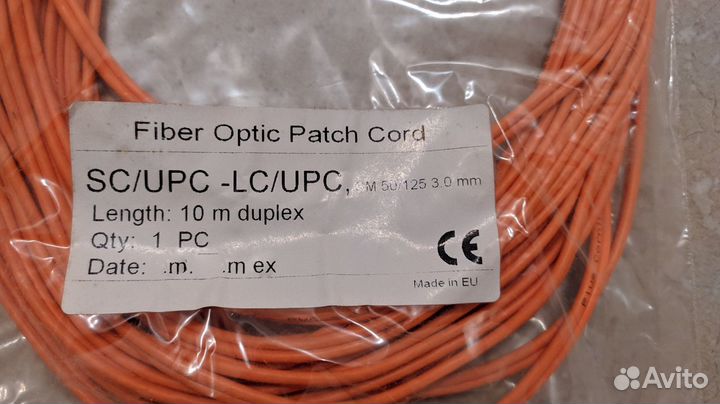 Fiber Optic Patch Cord
SC/UPC -LC/UPC, M 50/125 3.0 mm
Length: 10 m duplex
Qty: 1 PC
Date: .m. .m ex
CE
Made in EU
Avito